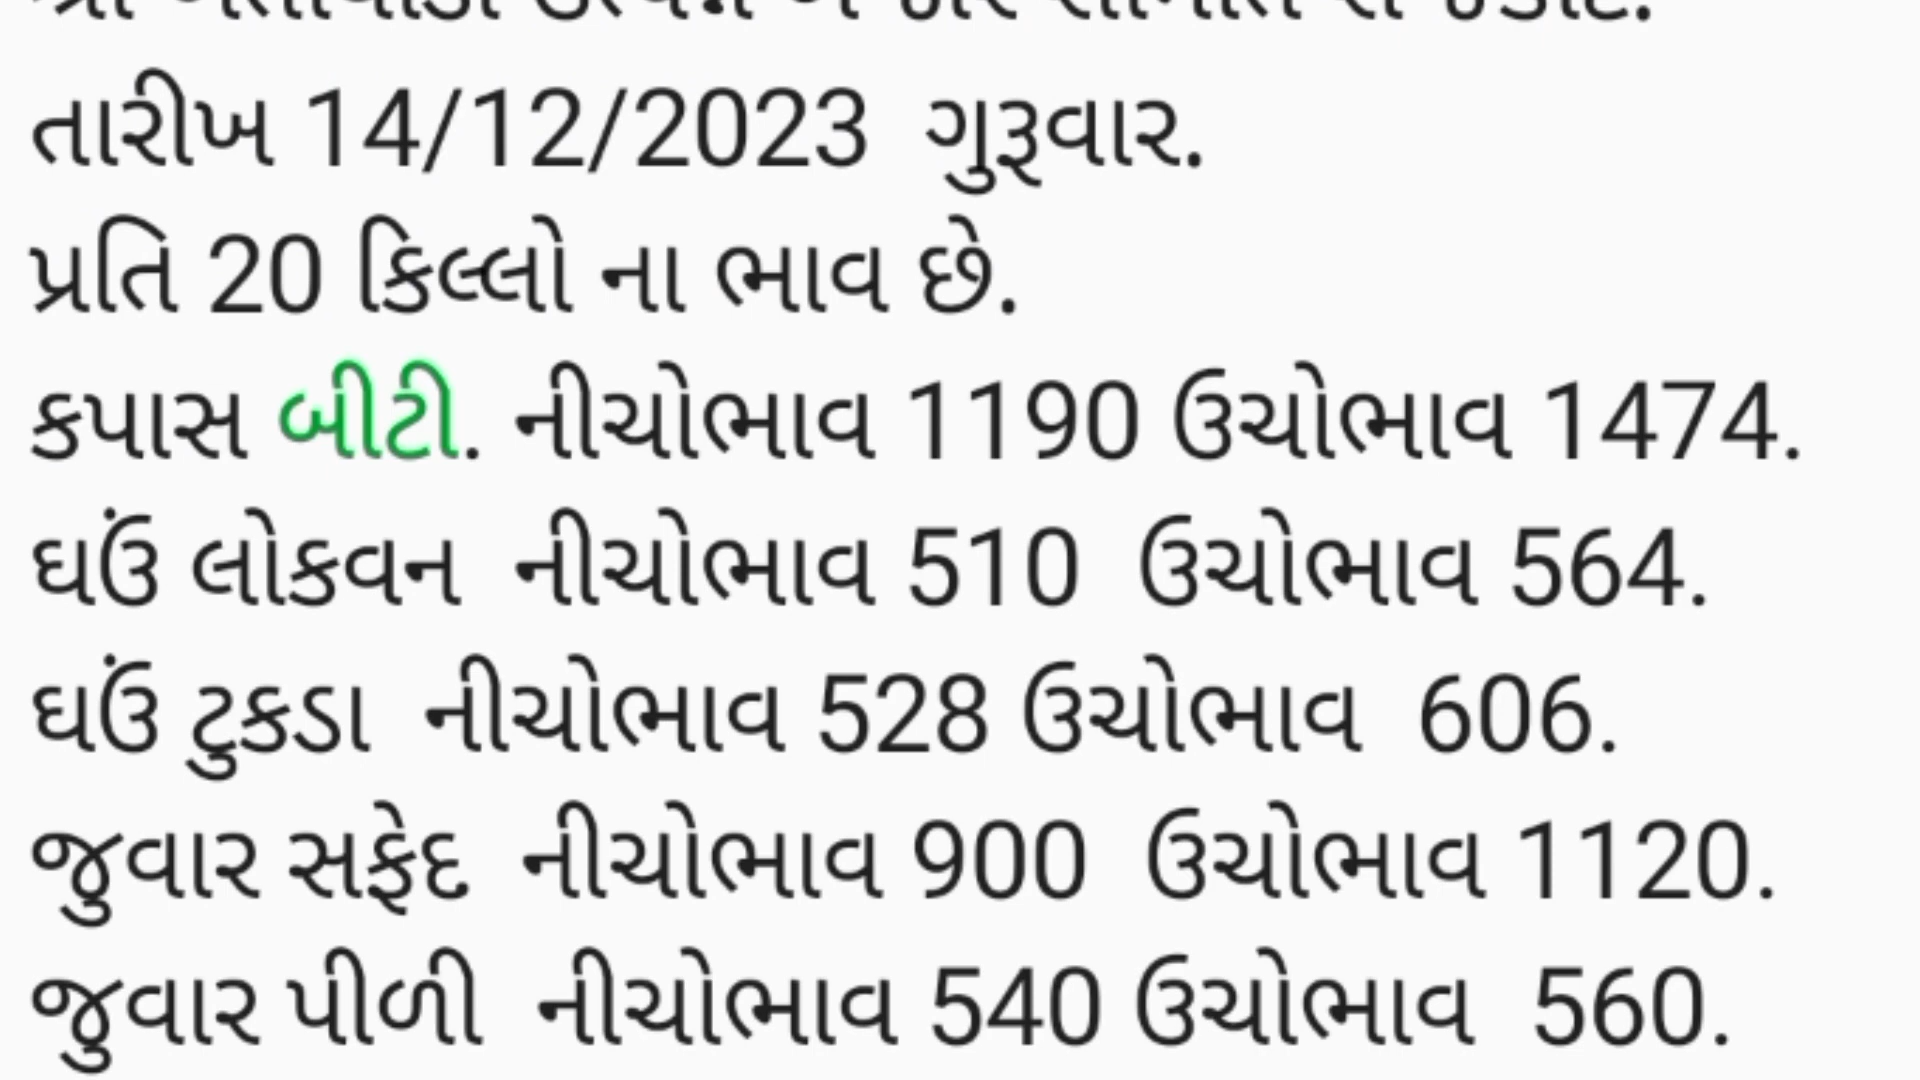 તારીખ 14/12/2023  ગુરૂવાર.
પ્રતિ 20 કિલ્લો ના ભાવ છે.
કપાસ બીટી. નીચોભાવ 1190 ઉચોભાવ 1474.
ઘઉં લોકવન  નીચોભાવ 510  ઉચોભાવ 564.
ઘઉં ટુકડા  નીચોભાવ 528 ઉચોભાવ  606.
જુવાર સફેદ  નીચોભાવ 900  ઉચોભાવ 1120.
જુવાર પીળી  નીચોભાવ 540 ઉચોભાવ  560.